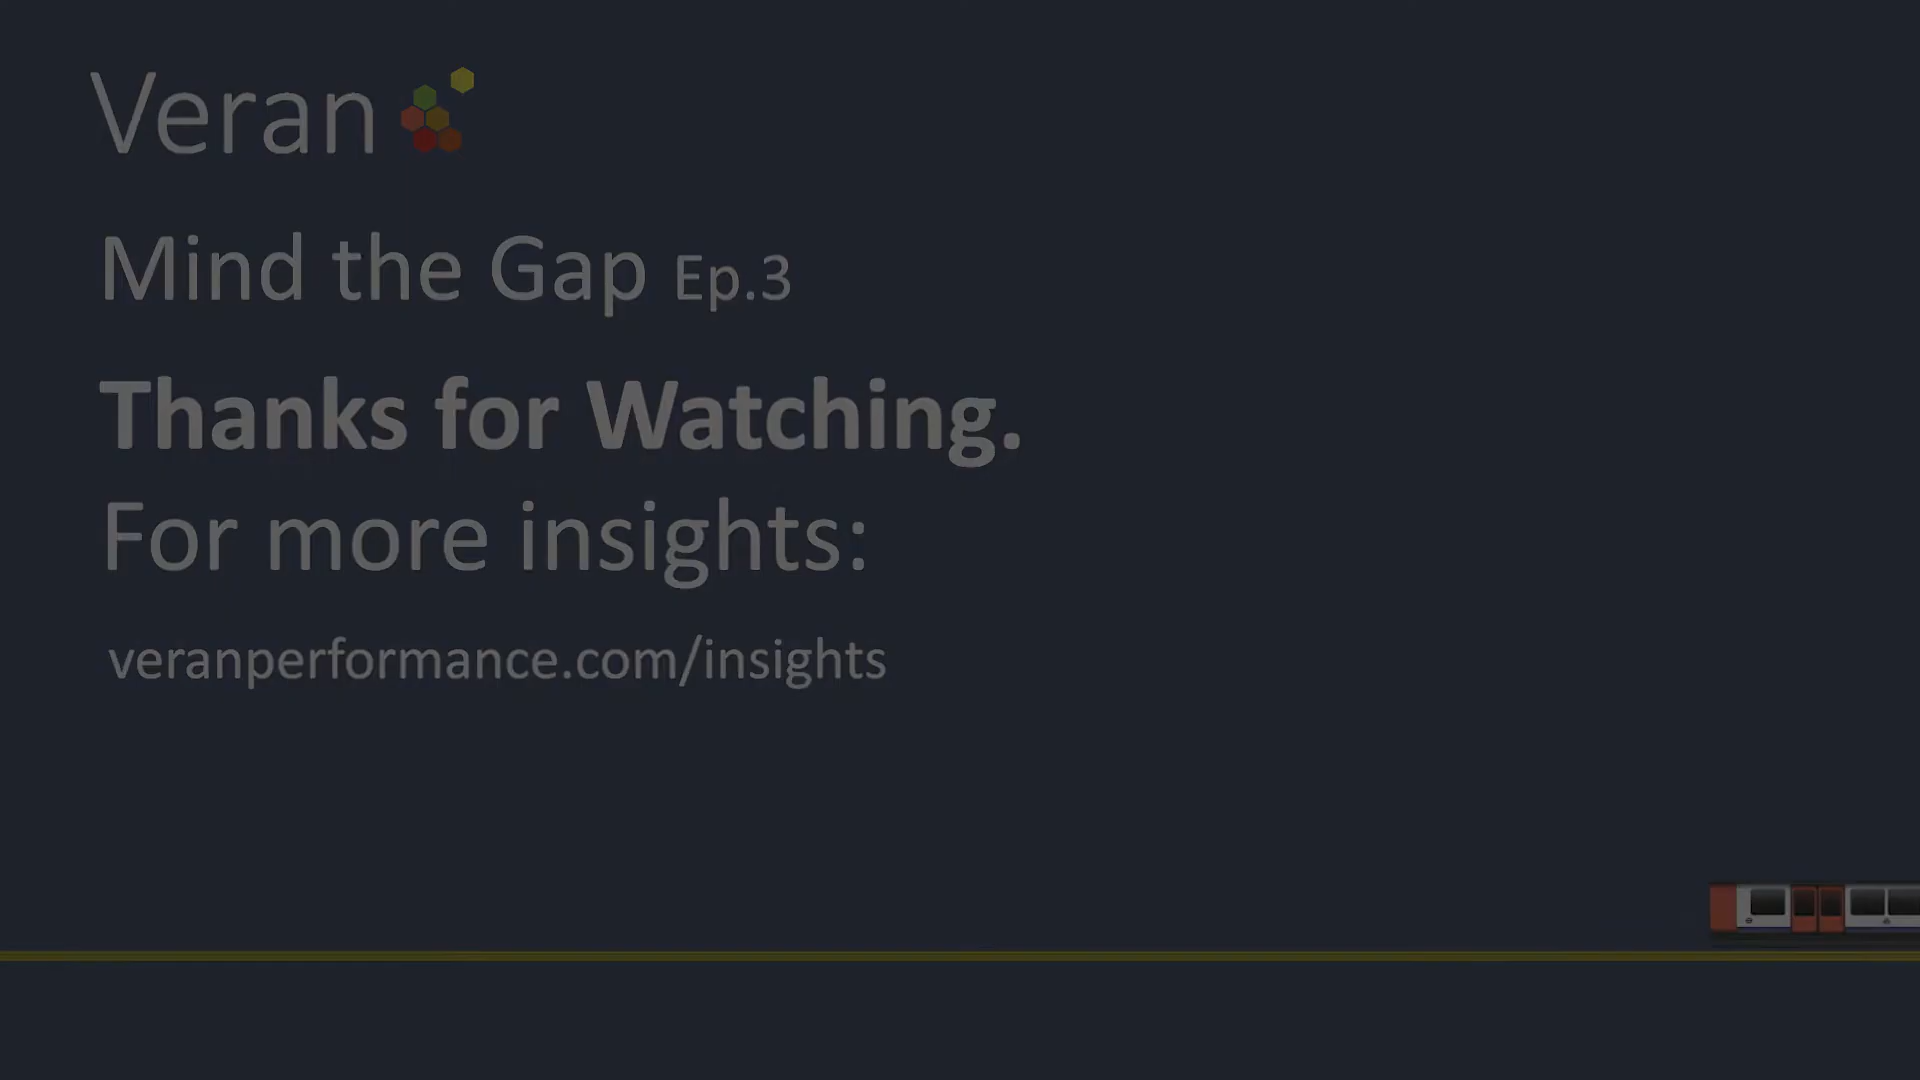 Veran
Mind the Gap Ep.3
Thanks for Watching.
For more insights:
veranperformance.com/insights